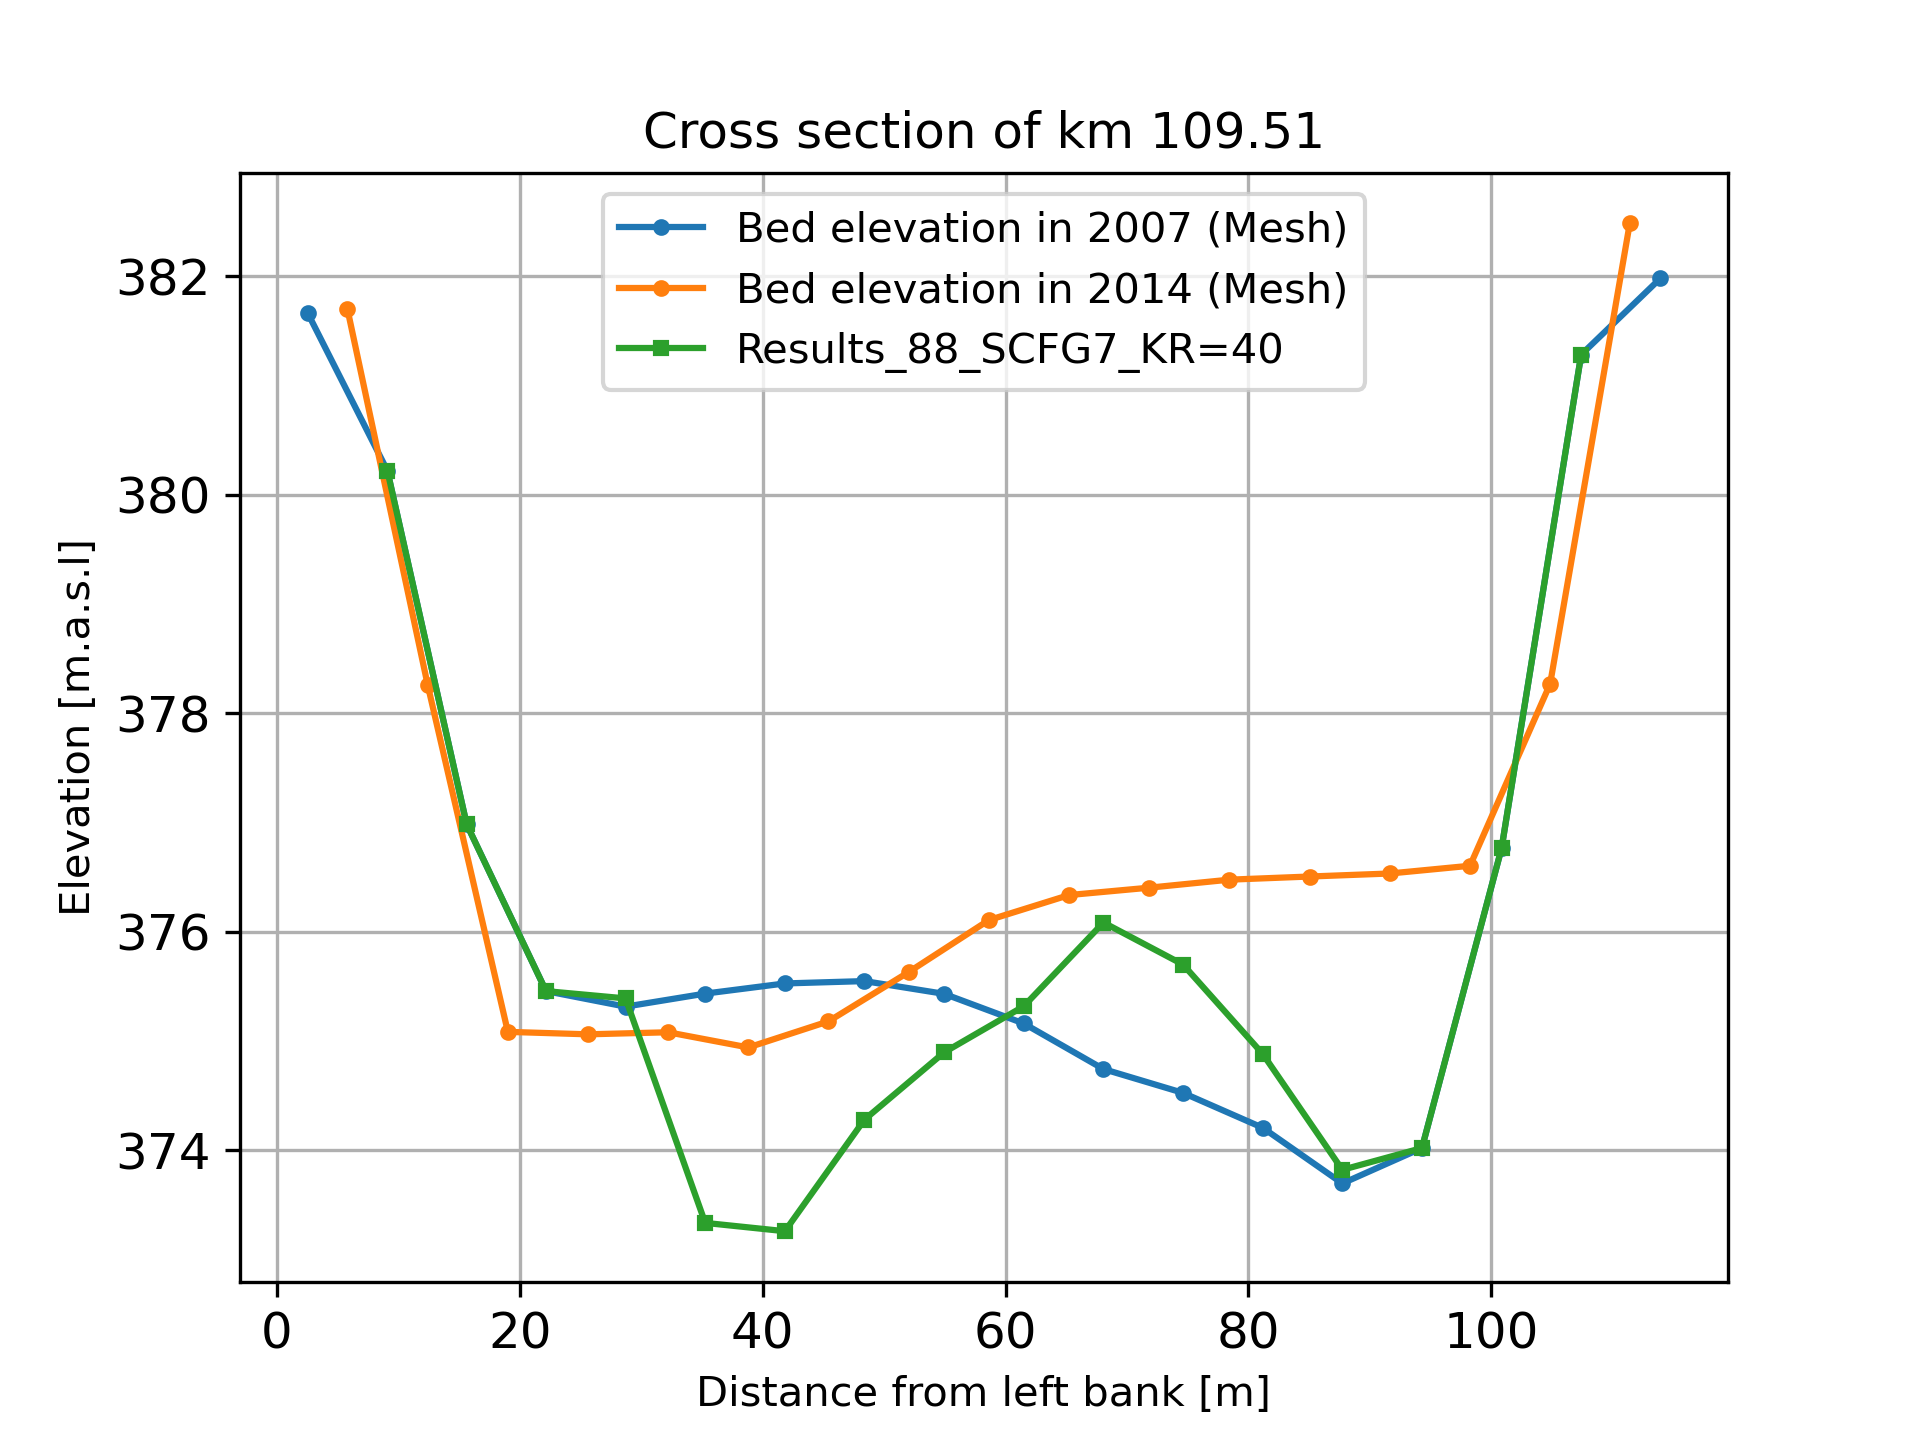 Cross section of km 109.51
Bed elevation in 2007 (Mesh)
Bed elevation in 2014 (Mesh)
Results_88_SCFG7_KR=40
382
380
378
376
374
Elevation [m.a.s.l]
0 20 40 60 80 100
Distance from left bank [m]